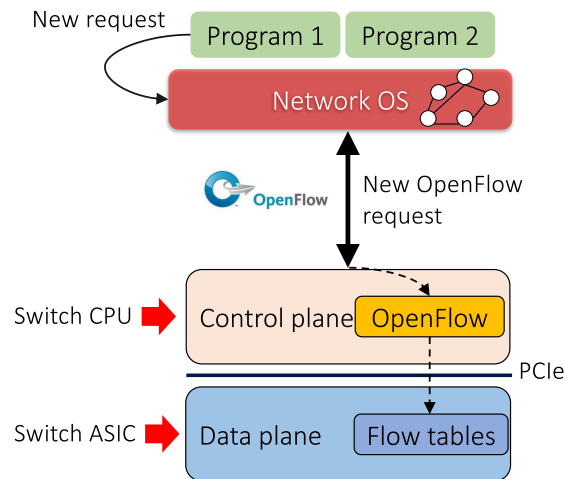 New request
Program 1
Program 2
Network OS
OpenFlow
New OpenFlow
request
Switch CPU
Control plane
OpenFlow
PCIe
Switch ASIC
Data plane
Flow tables